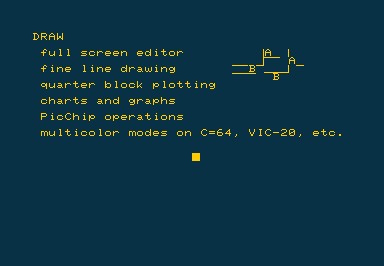 DRAW
full screen editor
A
A
fine line drawing
B
B
quarter block plotting
charts and graphs
PicChip operations
multicolor modes on C=64, VIC-20, etc.